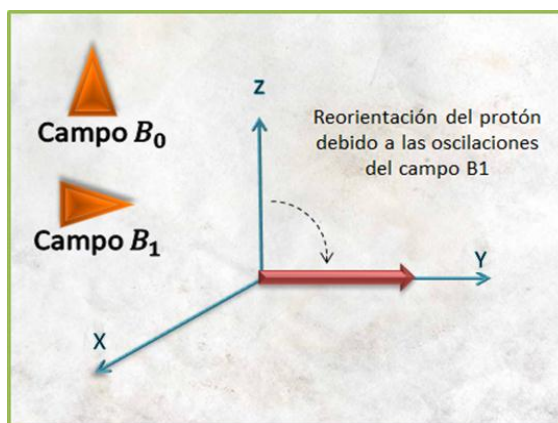 Campo B₀
Campo B₁
Z
Reorientación del protón
debido a las oscilaciones
del campo B1
Y
X